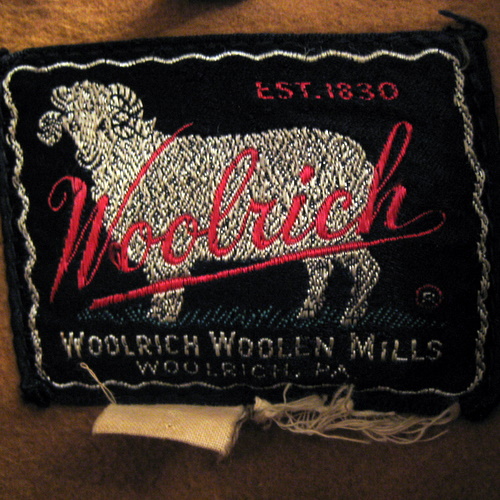 EST. 1830
Woolrich
®
WOOLRICH WOOLEN MILLS
WOOLRICH, PA